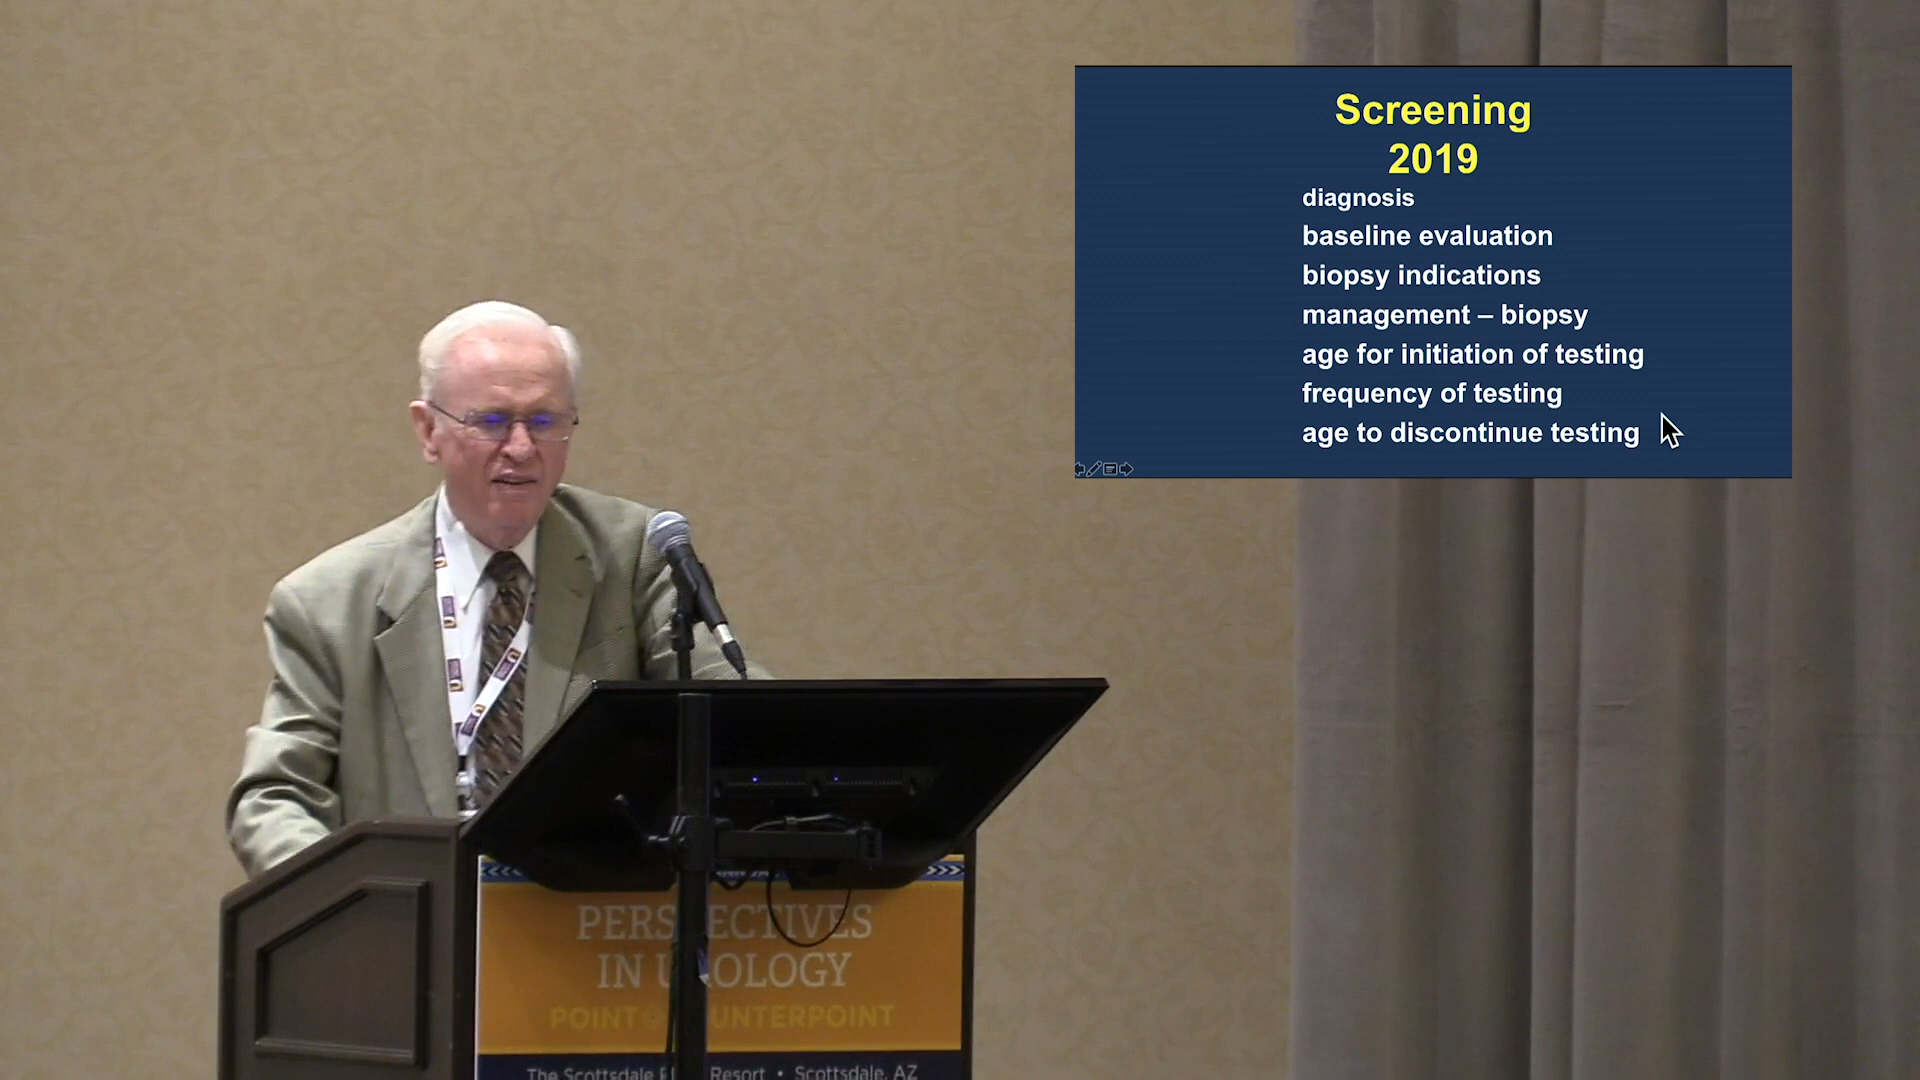 Screening
2019
diagnosis
baseline evaluation
biopsy indications
management – biopsy
age for initiation of testing
frequency of testing
age to discontinue testing
PERS ECTIVES
IN U OLOGY
POINT UNTERPOINT
The Scottsdale Resort • Scottsdale, AZ